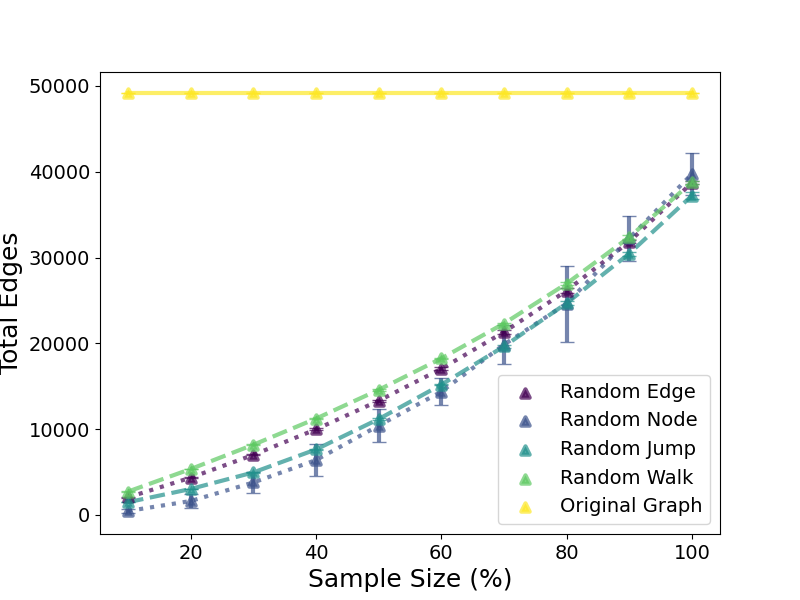 50000
40000
30000
20000
10000
0
Total Edges
20
40
60
80
100
Sample Size (%)
Random Edge
Random Node
Random Jump
Random Walk
Original Graph